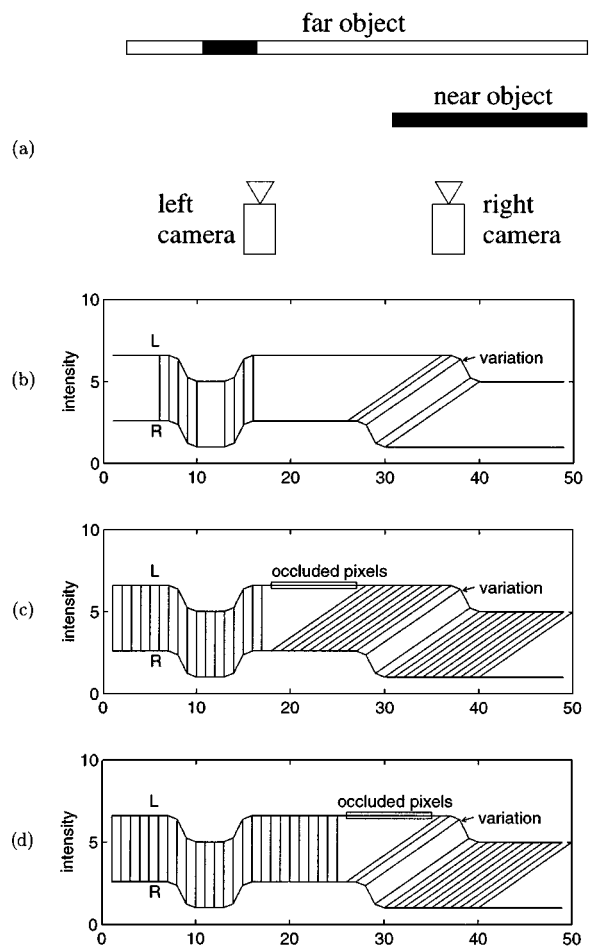 far object
near object
(a)
left camera
right camera
(b)
intensity
10
5
0
L
R
variation
0 10 20 30 40 50
(c)
intensity
10
5
0
L
occluded pixels
R
variation
0 10 20 30 40 50
(d)
intensity
10
5
0
L
occluded pixels
R
variation
0 10 20 30 40 50